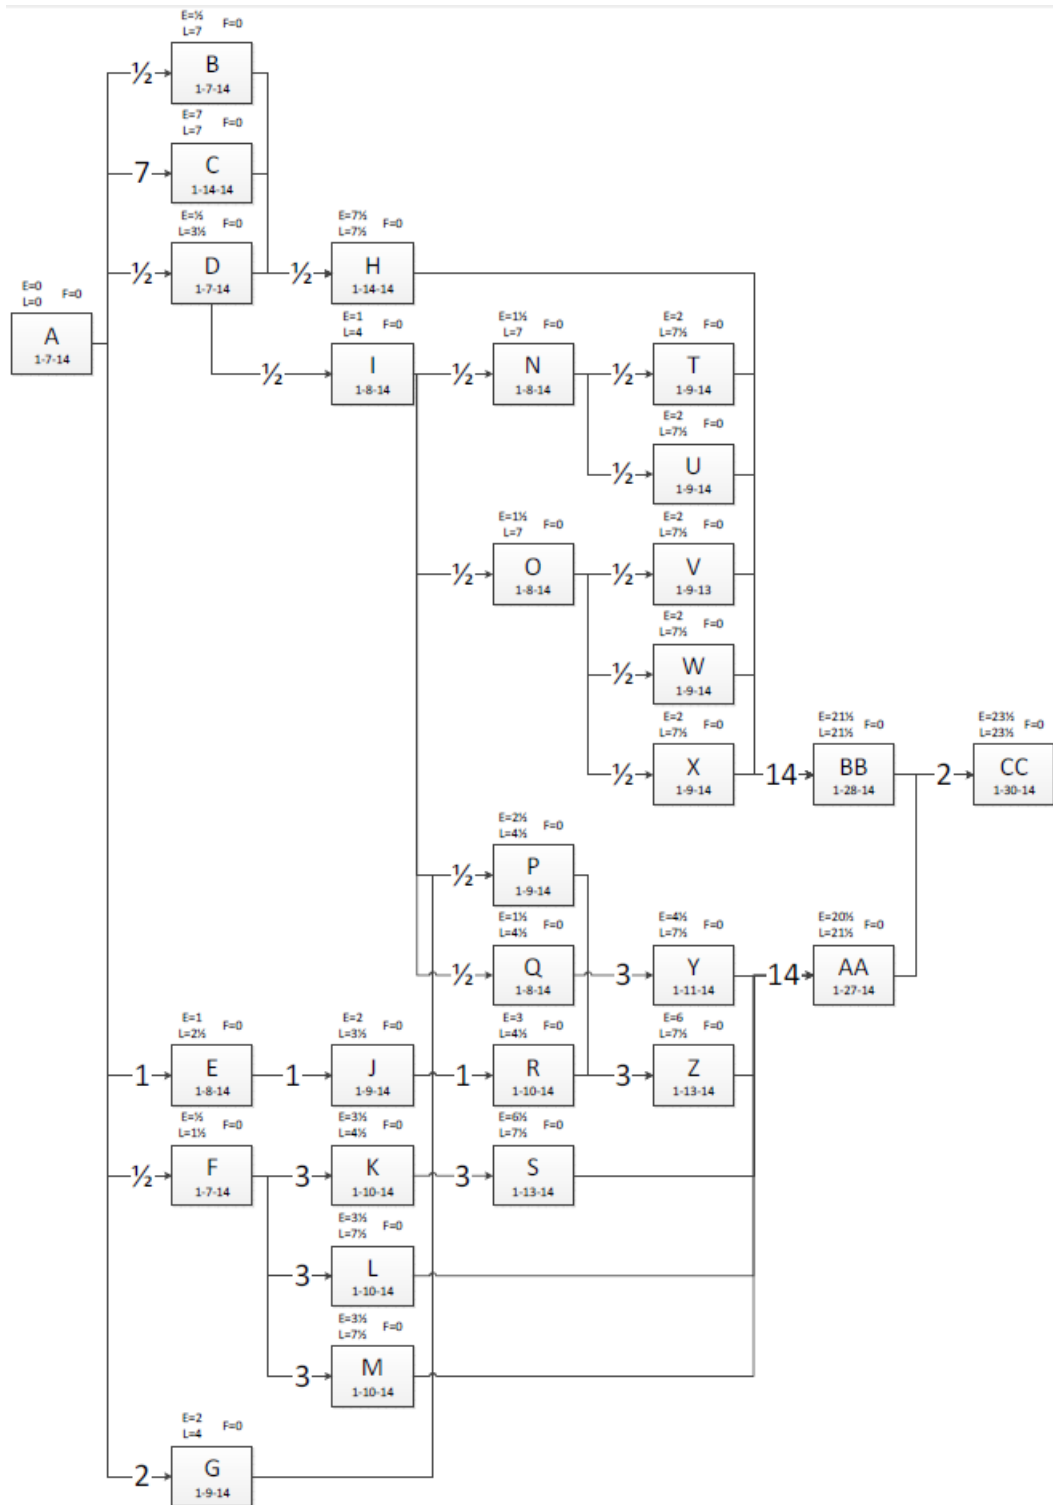 E=½
L=7 F=0
½
B
1-7-14
E=7
L=7 F=0
7
C
1-14-14
E=½
L=3½ F=0
½
D
1-7-14
E=7½
L=7½ F=0
½
H
1-14-14
E=0
L=0 F=0
A
1-7-14
E=1
L=4 F=0
½
I
1-8-14
E=1½
L=7 F=0
½
N
1-8-14
E=2
L=7½ F=0
½
T
1-9-14
E=2
L=7½ F=0
½
U
1-9-14
E=1½
L=7 F=0
½
O
1-8-14
E=2
L=7½ F=0
½
V
1-9-13
E=2
L=7½ F=0
½
W
1-9-14
E=2
L=7½ F=0
½
X
1-9-14
E=21½
L=21½ F=0
14
BB
1-28-14
E=23½
L=23½ F=0
2
CC
1-30-14
E=2½
L=4½ F=0
½
P
1-9-14
E=1½
L=4½ F=0
½
Q
1-8-14
E=4½
L=7½ F=0
3
Y
1-11-14
E=20½
L=21½ F=0
14
AA
1-27-14
E=1
L=2½ F=0
1
E
1-8-14
E=2
L=3½ F=0
1
J
1-9-14
E=3
L=4½ F=0
1
R
1-10-14
E=6
L=7½ F=0
3
Z
1-13-14
E=½
L=1½ F=0
½
F
1-7-14
E=3½
L=4½ F=0
3
K
1-10-14
E=6½
L=7½ F=0
3
S
1-13-14
E=3½
L=7½ F=0
3
L
1-10-14
E=3½
L=7½ F=0
3
M
1-10-14
E=2
L=4 F=0
2
G
1-9-14